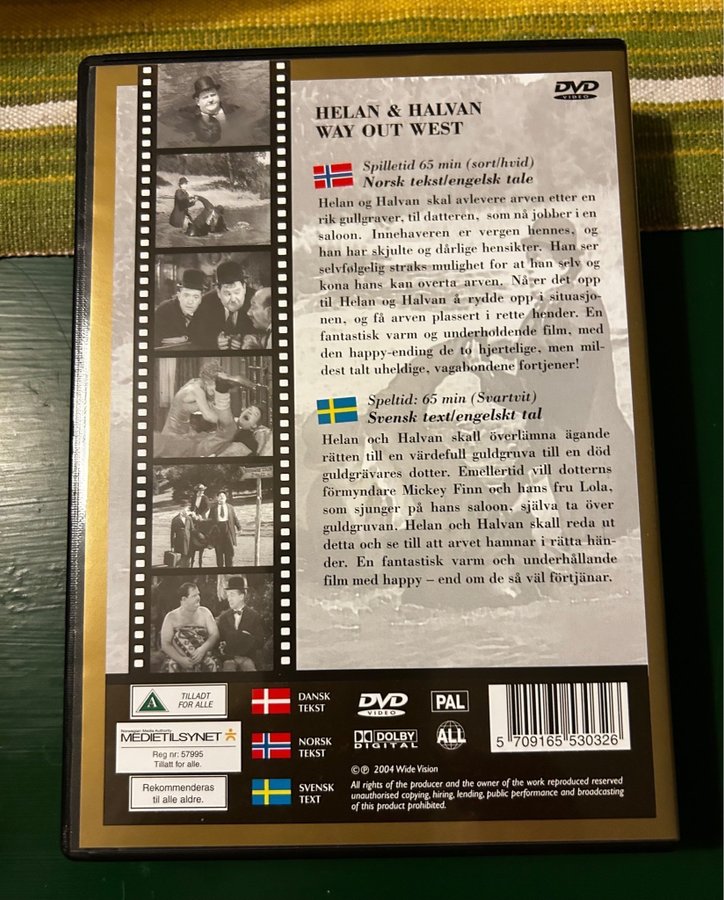 DVD
VIDEO
HELAN & HALVAN
WAY OUT WEST
Spilletid 65 min (sort/hvid)
Norsk tekst/engelsk tale
Helan og Halvan skal avlevere arven etter en
rik gullgraver, til datteren, som nå jobber i en
saloon. Innehaveren er vergen hennes, og
han har skjulte og dårlige hensikter. Han ser
selvfølgelig straks mulighet for at han selv og
kona hans kan overta arven. Nå er det opp
til Helan og Halvan å rydde opp i situasjo-
nen, og få arven plassert i rette hender. En
fantastisk varm og underholdende film, med
den happy-ending de to hjertelige, men mil-
dest talt uheldige, vagabondene fortjener!
Speltid: 65 min (Svartvit)
Svensk text/engelskt tal
Helan och Halvan skall överlämna ägande
rätten till en värdefull guldgruva till en död
guldgrävares dotter. Emellertid vill dotterns
förmyndare Mickey Finn och hans fru Lola,
som sjunger på hans saloon, själva ta över
guldgruvan. Helan och Halvan skall reda ut
detta och se till att arvet hamnar i rätta hän-
der. En fantastisk varm och underhållande
film med happy – end om de så väl förtjänar.
A
TILLADT
FOR ALLE
Norwegian Media Authority
MEDIETILSYNET
Reg nr: 57995
Tillatt for alle.
Rekommenderas
til alle aldre.
DANSK
TEKST
NORSK
TEKST
SVENSK
TEXT
DVD
VIDEO
PAL
DOLBY
DIGITAL
ALL
5 709165 530326
©℗ 2004 Wide Vision
All rights of the producer and the owner of the work reproduced reserved
unauthorised copying, hiring, lending, public performance and broadcasting
of this product prohibited.